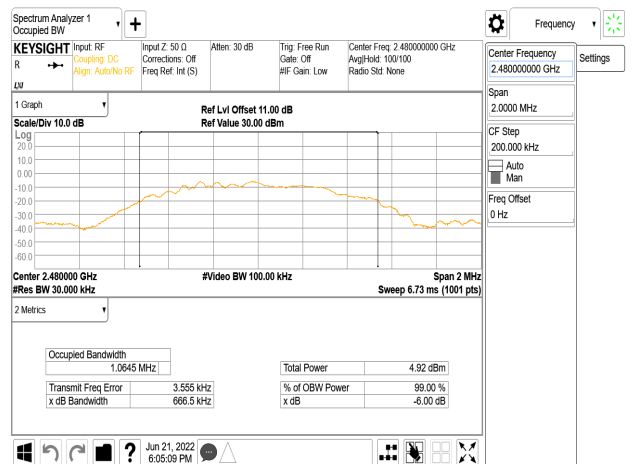 Spectrum Analyzer 1
Occupied BW
Frequency
KEYSIGHT
R
Input: RF
Coupling: DC
Align: Auto/No RF
Input Z: 50 Ω
Corrections: Off
Freq Ref: Int (S)
Atten: 30 dB
Trig: Free Run
Gate: Off
#IF Gain: Low
Center Freq: 2.480000000 GHz
Avg|Hold: 100/100
Radio Std: None
1 Graph
Scale/Div 10.0 dB
Ref Lvl Offset 11.00 dB
Ref Value 30.00 dBm
Log
20.0
10.0
0.00
-10.0
-20.0
-30.0
-40.0
-50.0
-60.0
Center 2.480000 GHz
#Res BW 30.000 kHz
#Video BW 100.00 kHz
Span 2 MHz
Sweep 6.73 ms (1001 pts)
2 Metrics
Occupied Bandwidth
1.0645 MHz
Transmit Freq Error 3.555 kHz
x dB Bandwidth 666.5 kHz
Total Power 4.92 dBm
% of OBW Power 99.00 %
x dB -6.00 dB
Jun 21, 2022
6:05:09 PM
Center Frequency
2.480000000 GHz
Settings
Span
2.0000 MHz
CF Step
200.000 kHz
Auto
Man
Freq Offset
0 Hz